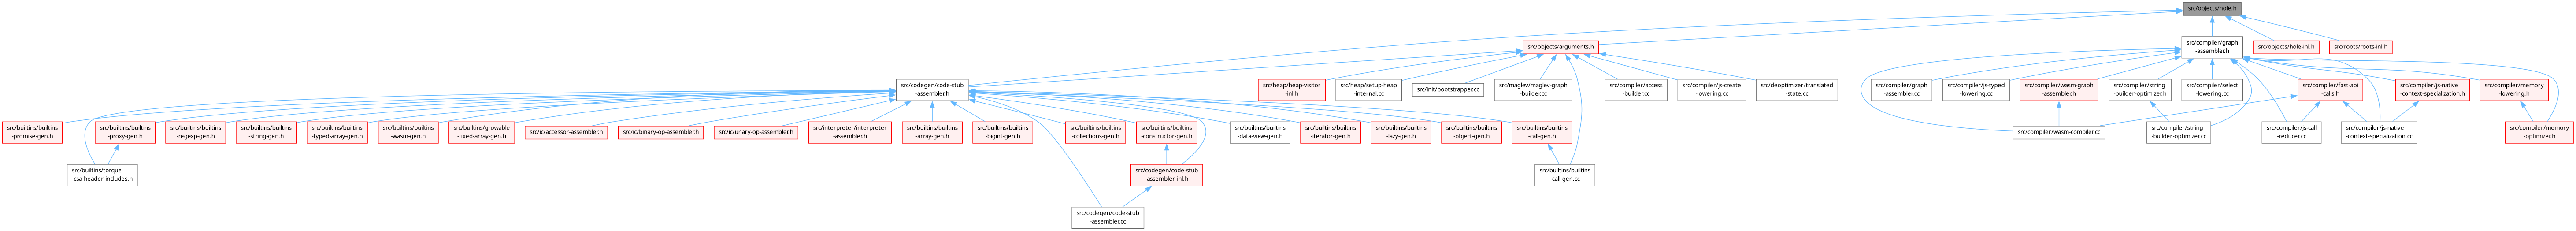 src/objects/hole.h
src/objects/arguments.h
src/compiler/graph
-assembler.h
src/objects/hole-inl.h
src/roots/roots-inl.h
src/codegen/code-stub
-assembler.h
src/heap/heap-visitor
-inl.h
src/heap/setup-heap
-internal.cc
src/init/bootstrapper.cc
src/maglev/maglev-graph
-builder.cc
src/compiler/access
-builder.cc
src/compiler/js-create
-lowering.cc
src/deoptimizer/translated
-state.cc
src/compiler/graph
-assembler.cc
src/compiler/js-typed
-lowering.cc
src/compiler/wasm-graph
-assembler.h
src/compiler/string
-builder-optimizer.h
src/compiler/select
-lowering.cc
src/compiler/fast-api
-calls.h
src/compiler/js-native
-context-specialization.h
src/compiler/memory
-lowering.h
src/builtins/builtins
-promise-gen.h
src/builtins/builtins
-proxy-gen.h
src/builtins/builtins
-regexp-gen.h
src/builtins/builtins
-string-gen.h
src/builtins/builtins
-typed-array-gen.h
src/builtins/builtins
-wasm-gen.h
src/builtins/growable
-fixed-array-gen.h
src/ic/accessor-assembler.h
src/ic/binary-op-assembler.h
src/ic/unary-op-assembler.h
src/interpreter/interpreter
-assembler.h
src/builtins/builtins
-array-gen.h
src/builtins/builtins
-bigint-gen.h
src/builtins/builtins
-collections-gen.h
src/builtins/builtins
-constructor-gen.h
src/builtins/builtins
-data-view-gen.h
src/builtins/builtins
-iterator-gen.h
src/builtins/builtins
-lazy-gen.h
src/builtins/builtins
-object-gen.h
src/builtins/builtins
-call-gen.h
src/compiler/wasm-compiler.cc
src/compiler/string
-builder-optimizer.cc
src/compiler/js-call
-reducer.cc
src/compiler/js-native
-context-specialization.cc
src/compiler/memory
-optimizer.h
src/builtins/torque
-csa-header-includes.h
src/codegen/code-stub
-assembler-inl.h
src/builtins/builtins
-call-gen.cc
src/codegen/code-stub
-assembler.cc